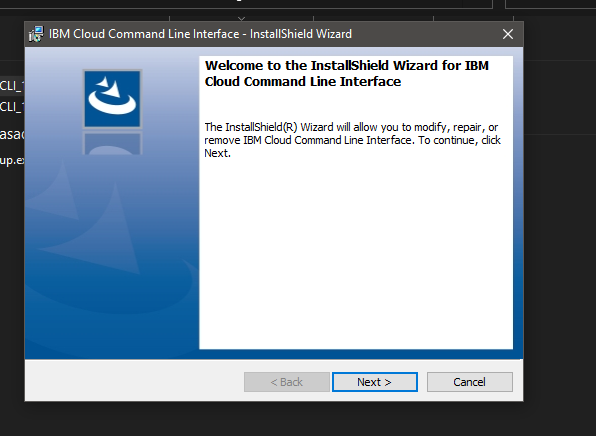 IBM Cloud Command Line Interface - InstallShield Wizard
Welcome to the InstallShield Wizard for IBM
Cloud Command Line Interface
CLI_
CLI_
The InstallShield(R) Wizard will allow you to modify, repair, or
remove IBM Cloud Command Line Interface. To continue, click
Next.
asac
up.ex
< Back
Next >
Cancel